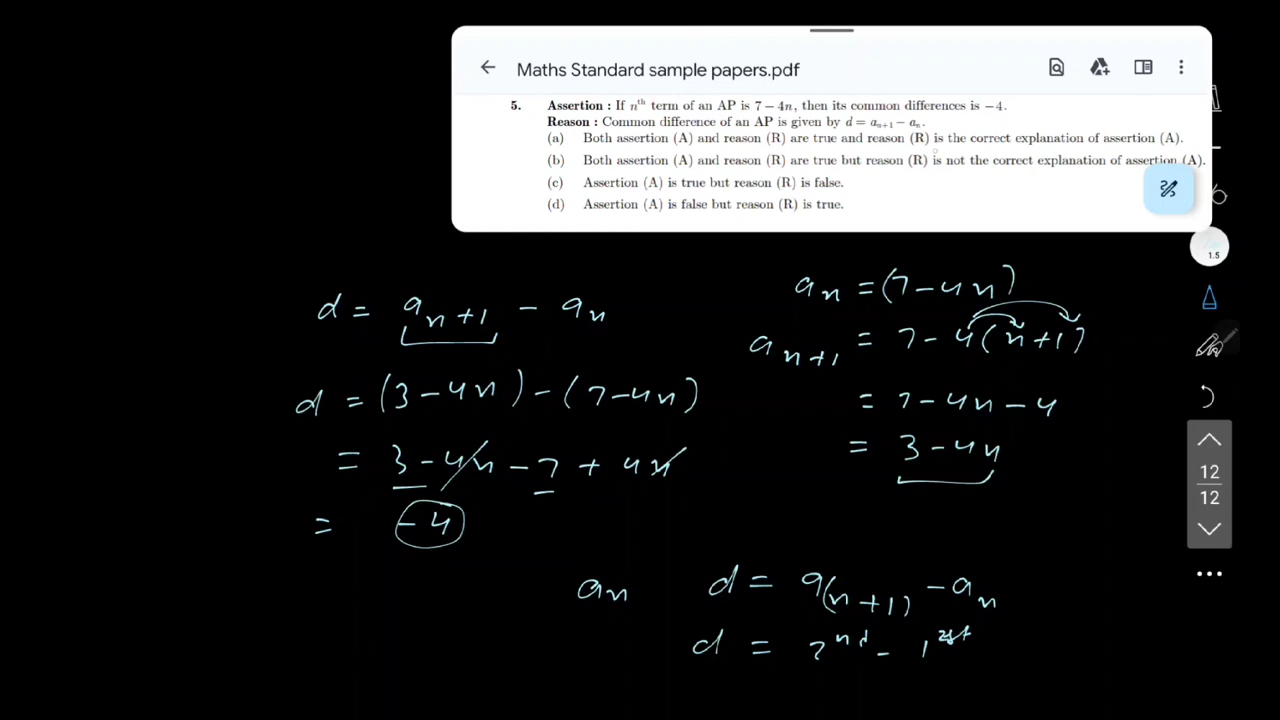 Maths Standard sample papers.pdf
5. Assertion : If nth term of an AP is 7 – 4n, then its common differences is –4.
Reason : Common difference of an AP is given by d = aₙ₊₁ – aₙ.
(a) Both assertion (A) and reason (R) are true and reason (R) is the correct explanation of assertion (A).
(b) Both assertion (A) and reason (R) are true but reason (R) is not the correct explanation of assertion (A).
(c) Assertion (A) is true but reason (R) is false.
(d) Assertion (A) is false but reason (R) is true.
1.5
12
12
d = aₙ₊₁ – aₙ
d = (3 – 4n) – (7 – 4n)
= 3 – 4n – 7 + 4n
= –4
aₙ = (7 – 4n)
aₙ₊₁ = 7 – 4(n+1)
= 7 – 4n – 4
= 3 – 4n
aₙ d = a(n+1) – aₙ
d = 2nd – 1st